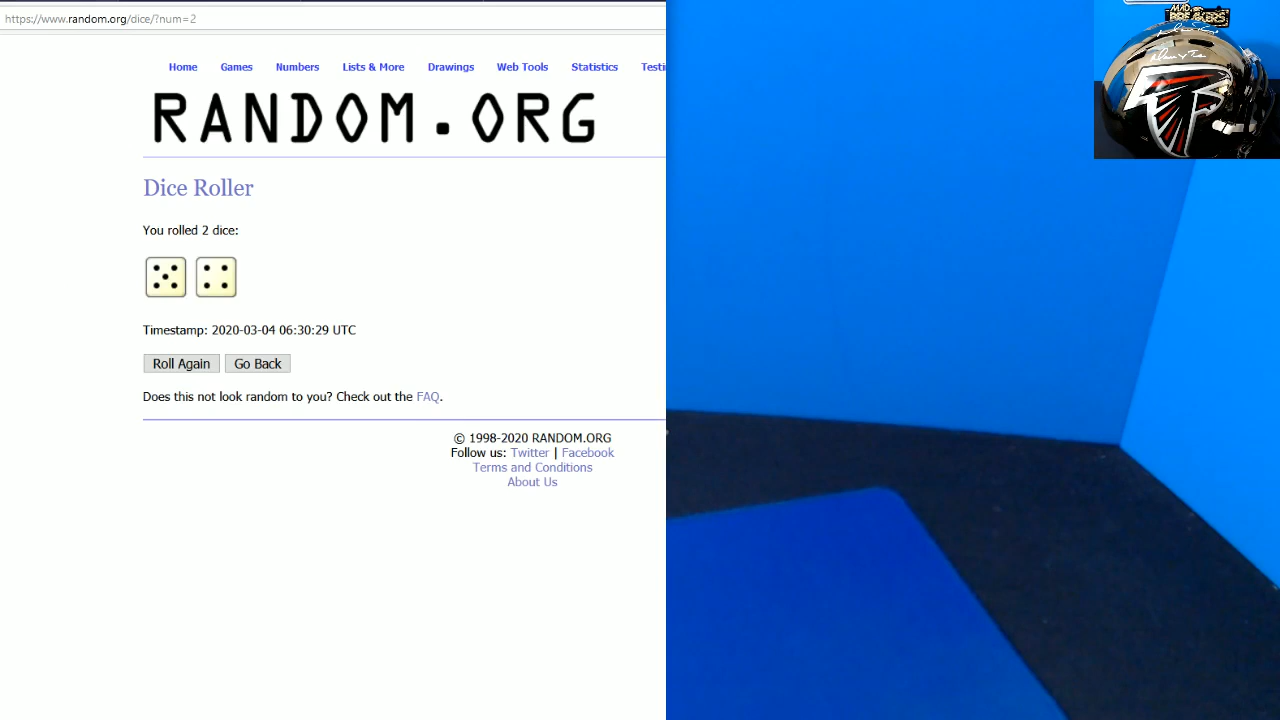 https://www.random.org/dice/?num=2
Home Games Numbers Lists & More Drawings Web Tools Statistics
RANDOM.ORG
Dice Roller
You rolled 2 dice:
Timestamp: 2020-03-04 06:30:29 UTC
Roll Again Go Back
Does this not look random to you? Check out the FAQ.
© 1998-2020 RANDOM.ORG
Follow us: Twitter | Facebook
Terms and Conditions
About Us
MAD
BREAKERS